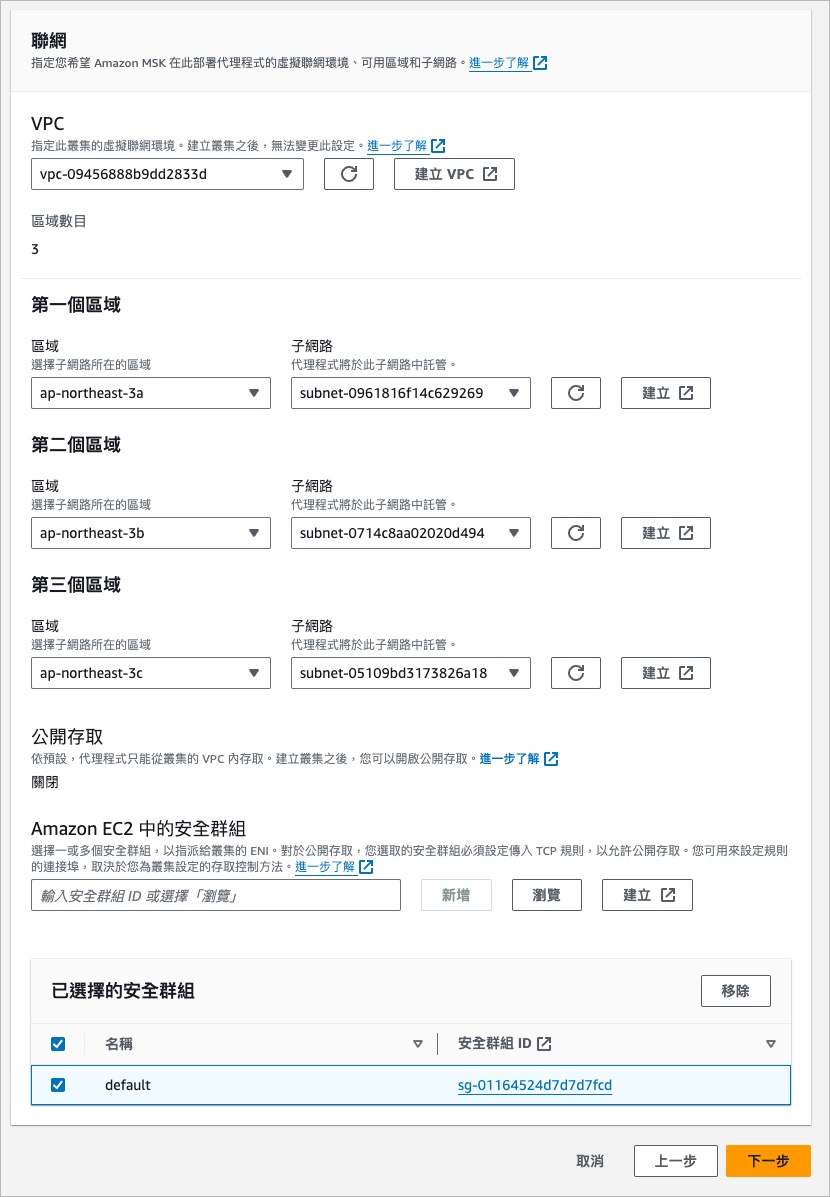 聯網
指定您希望 Amazon MSK 在此部署代理程式的虛擬聯網環境、可用區域和子網路。進一步了解
VPC
指定此叢集的虛擬聯網環境。建立叢集之後，無法變更此設定。進一步了解
vpc-09456888b9dd2833d
建立 VPC
區域數目
3
第一個區域
區域
子網路
選擇子網路所在的區域
代理程式將於此子網路中託管。
ap-northeast-3a
subnet-0961816f14c629269
建立
第二個區域
區域
子網路
選擇子網路所在的區域
代理程式將於此子網路中託管。
ap-northeast-3b
subnet-0714c8aa02020d494
建立
第三個區域
區域
子網路
選擇子網路所在的區域
代理程式將於此子網路中託管。
ap-northeast-3c
subnet-05109bd3173826a18
建立
公開存取
依預設，代理程式只能從叢集的 VPC 內存取。建立叢集之後，您可以開啟公開存取。進一步了解
關閉
Amazon EC2 中的安全群組
選擇一或多個安全群組，以指派給叢集的 ENI。對於公開存取，您選取的安全群組必須設定傳入 TCP 規則，以允許公開存取。您可用來設定規則
的連接埠，取決於您為叢集設定的存取控制方法。進一步了解
輸入安全群組 ID 或選擇「瀏覽」
新增
瀏覽
建立
已選擇的安全群組
移除
名稱
安全群組 ID
default
sg-01164524d7d7d7fcd
取消
上一步
下一步